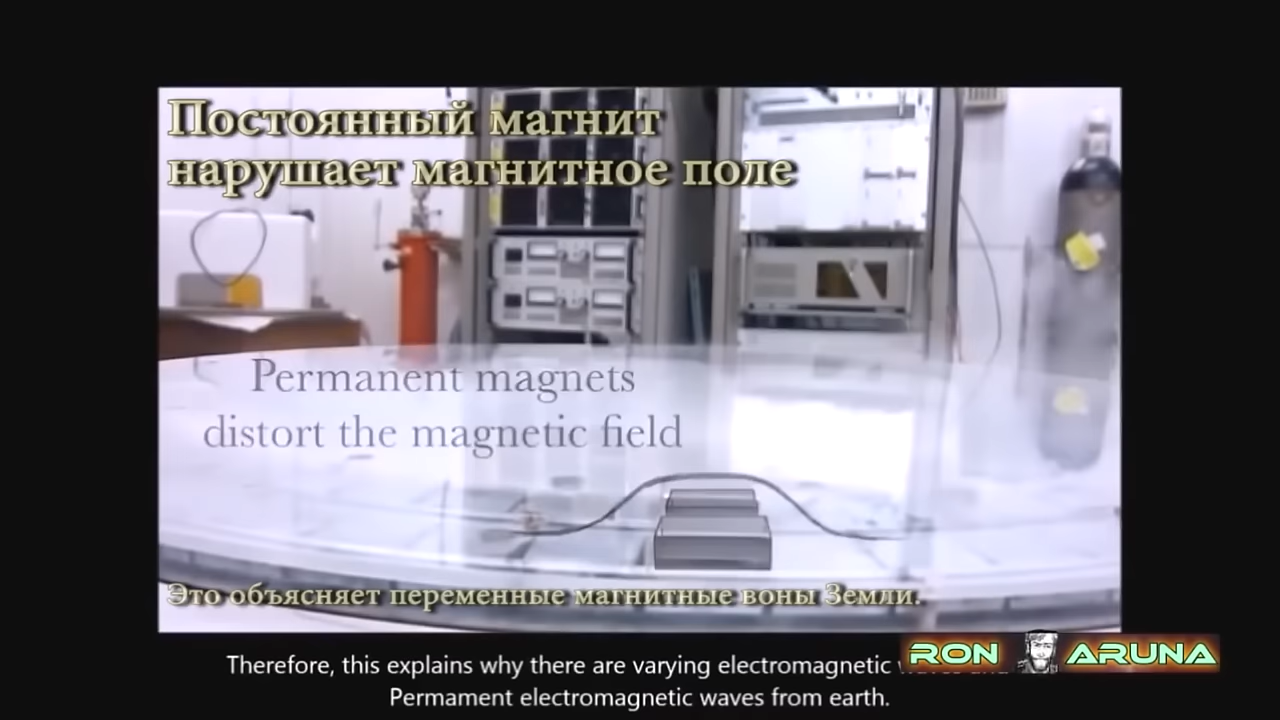 Постоянный магнит
нарушает магнитное поле
Permanent magnets
distort the magnetic field
Это объясняет переменные магнитные воны Земли.
Therefore, this explains why there are varying electromagnetic
RON ARUNA
Permament electromagnetic waves from earth.